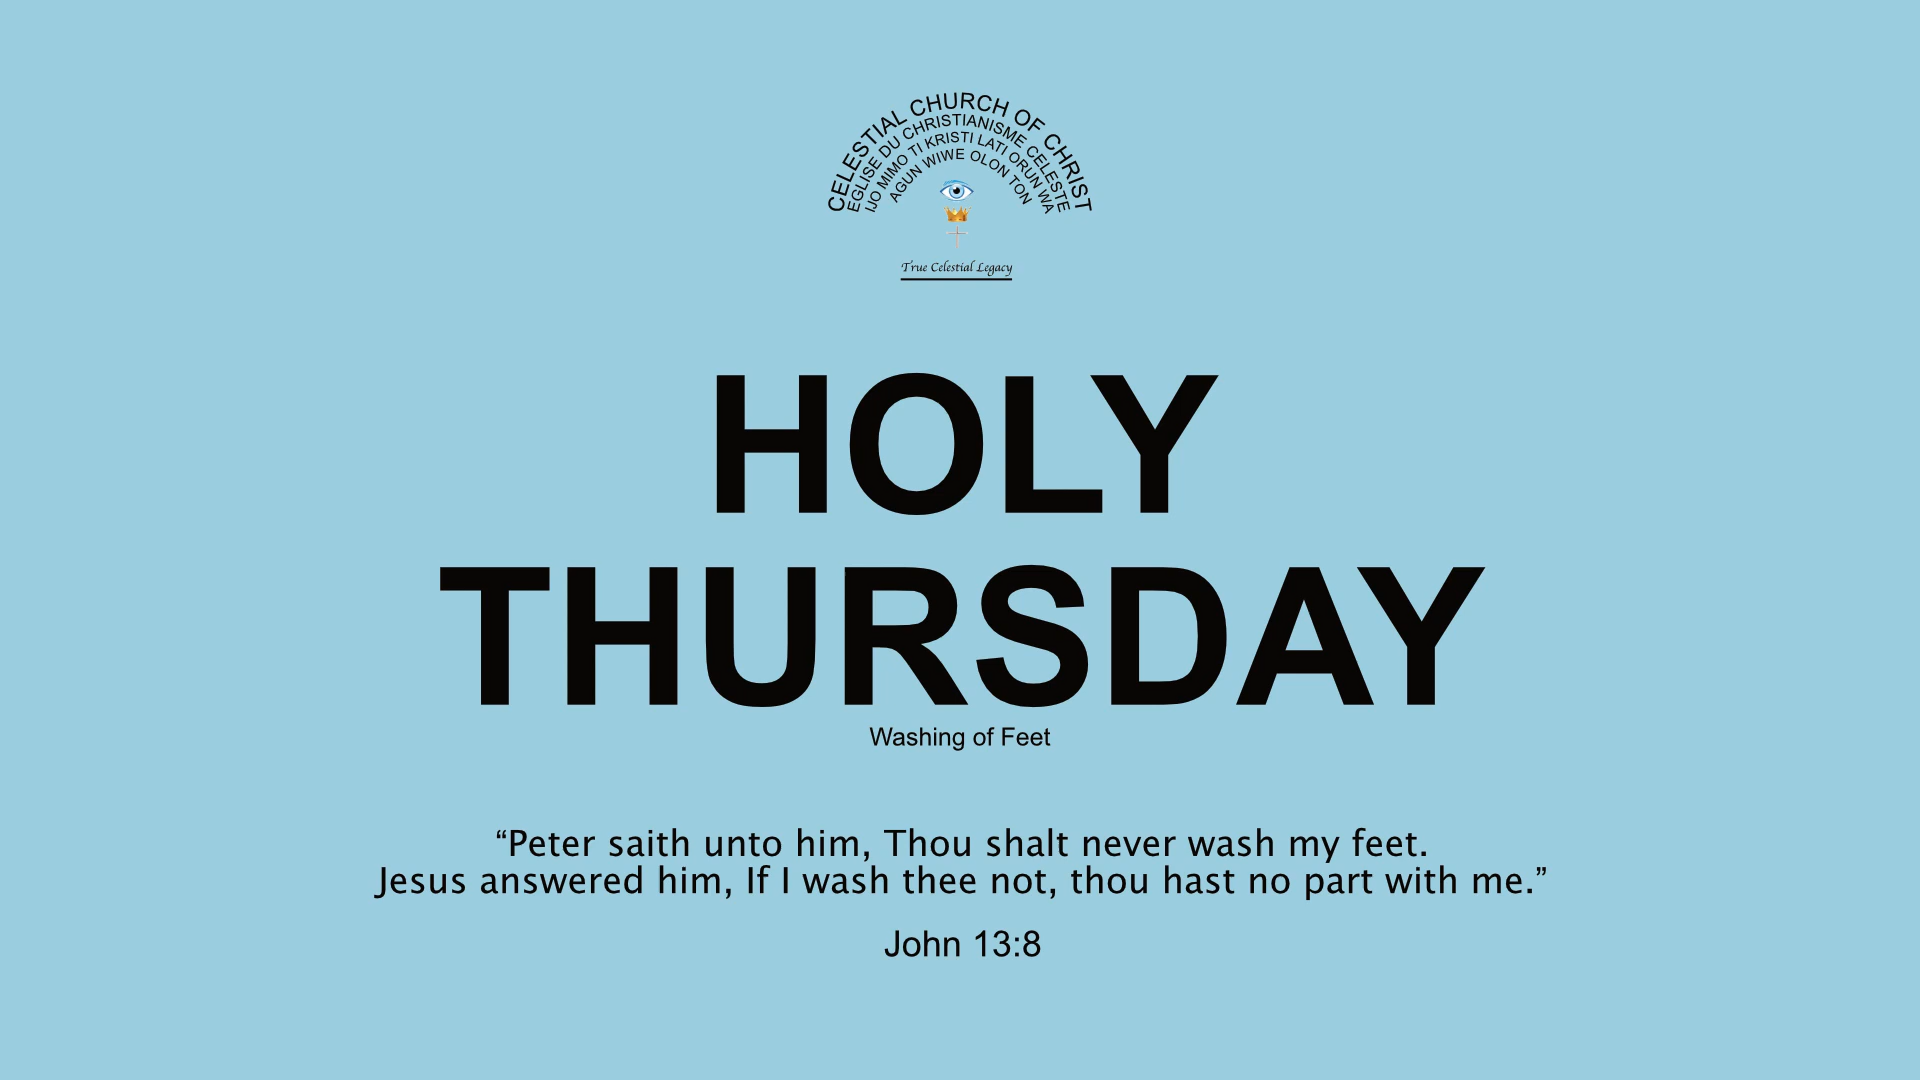 CELESTIAL CHURCH OF CHRIST
EGLISE DU CHRISTIANISME CELESTE
IJO MIMO TI KRISTI LATI ORUN WA
AGUN WIWE OLON TON
True Celestial Legacy
HOLY
THURSDAY
Washing of Feet
“Peter saith unto him, Thou shalt never wash my feet.
Jesus answered him, If I wash thee not, thou hast no part with me.”
John 13:8